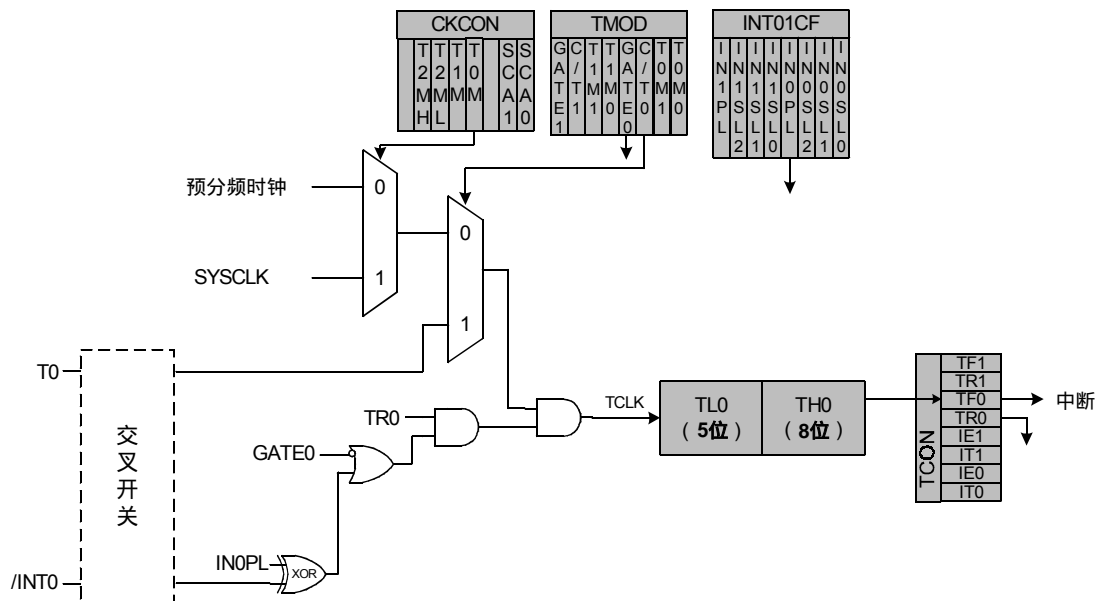 CKCON
TMOD
INT01CF
T2MH
T2ML
T1M
T0M
SCA1
SCA0
GATE1
C/T1
T1M1
T1M0
GATE0
C/T0
T0M1
T0M0
IN1PL
IN1SL2
IN1SL1
IN1SL0
IN0PL
IN0SL2
IN0SL1
IN0SL0
预分频时钟
0
SYSCLK
1
0
1
T0
交叉开关
/INT0
TR0
GATE0
IN0PL
XOR
TCLK
TL0
（5位）
TH0
（8位）
TCON
TF1
TR1
TF0
TR0
IE1
IT1
IE0
IT0
中断